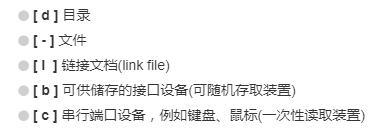 [ d ] 目录
[ - ] 文件
[ l  ] 链接文档(link file)
[ b ] 可供储存的接口设备(可随机存取装置)
[ c ] 串行端口设备，例如键盘、鼠标(一次性读取装置)